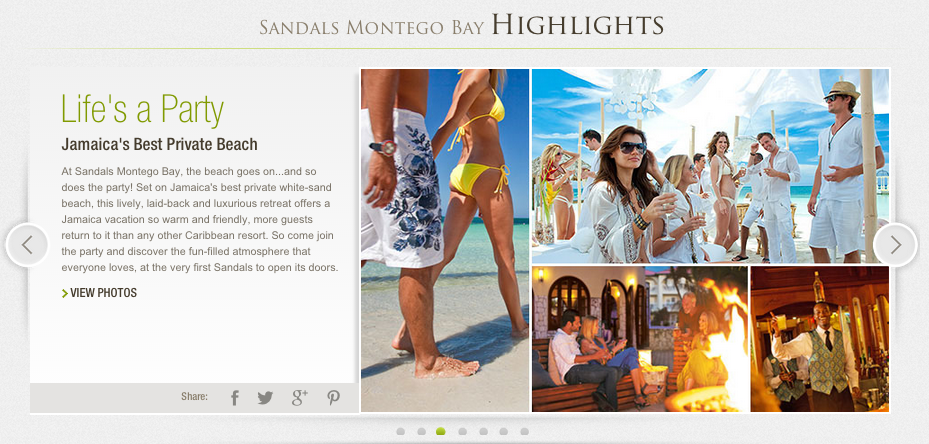 Sandals Montego Bay Highlights
Life's a Party
Jamaica's Best Private Beach
At Sandals Montego Bay, the beach goes on...and so
does the party! Set on Jamaica's best private white-sand
beach, this lively, laid-back and luxurious retreat offers a
Jamaica vacation so warm and friendly, more guests
return to it than any other Caribbean resort. So come join
the party and discover the fun-filled atmosphere that
everyone loves, at the very first Sandals to open its doors.
VIEW PHOTOS
Share: